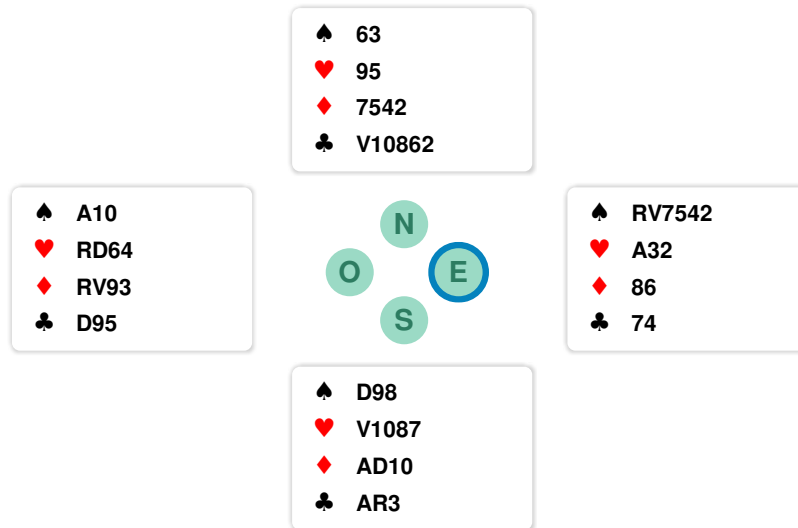 ♠ 63
♥ 95
♦ 7542
♣ V10862
♠ A10
♥ RD64
♦ RV93
♣ D95
N
O E
S
♠ RV7542
♥ A32
♦ 86
♣ 74
♠ D98
♥ V1087
♦ AD10
♣ AR3